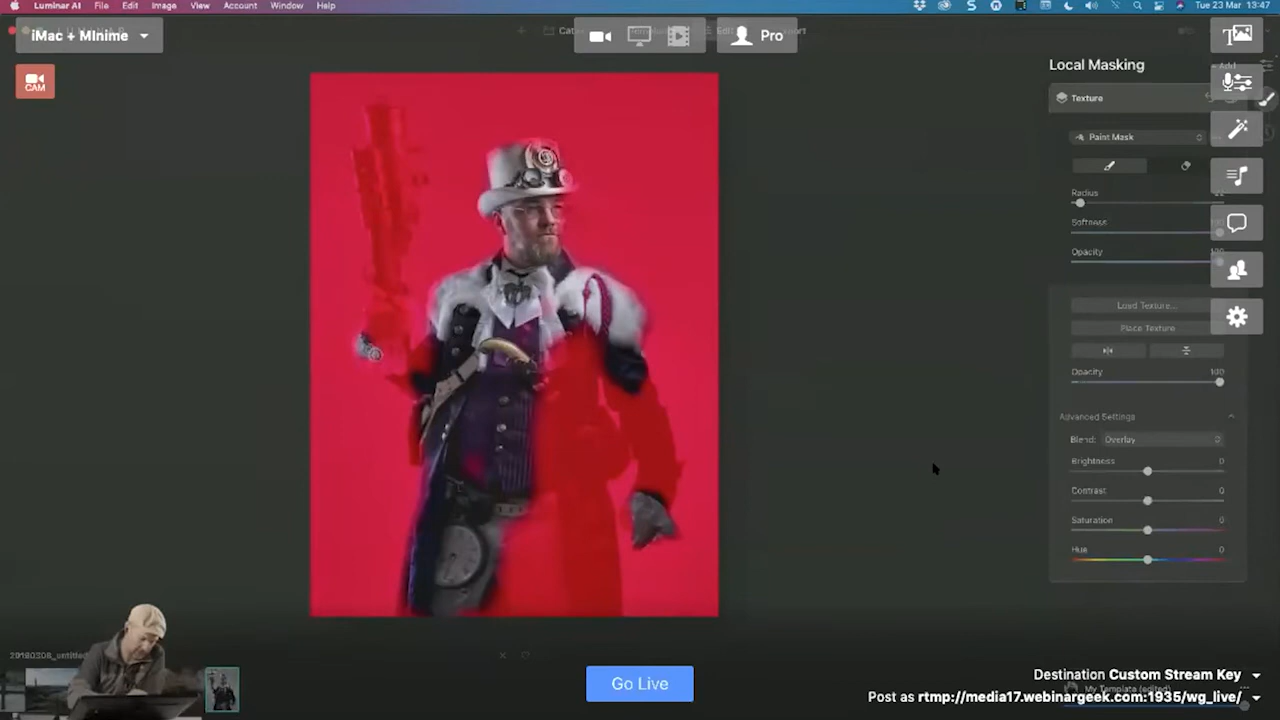 Luminar AI File Edit Image View Account Window Help Tue 23 Mar 13:47
iMac + MInime Pro
CAM
Local Masking
Texture
Paint Mask
Radius
Softness
Opacity
Load Texture...
Place Texture
Opacity 100
Advanced Settings
Blend: Overlay
Brightness 0
Contrast 0
Saturation 0
Hue 0
Go Live
Destination Custom Stream Key
My Template (edited)
Post as rtmp://media17.webinargeek.com:1935/wg_live/